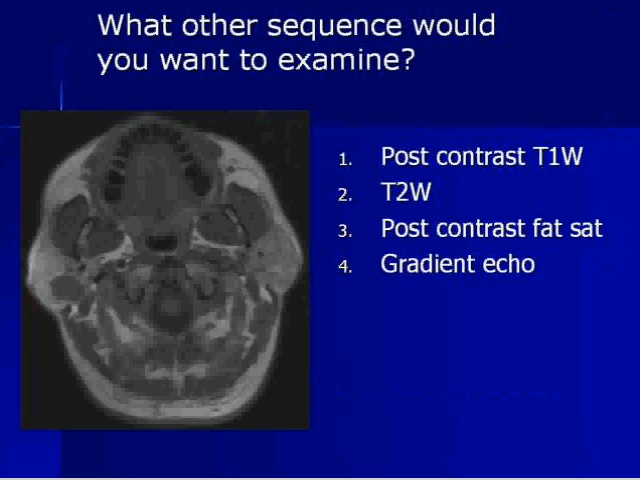 What other sequence would
you want to examine?
1. Post contrast T1W
2. T2W
3. Post contrast fat sat
4. Gradient echo